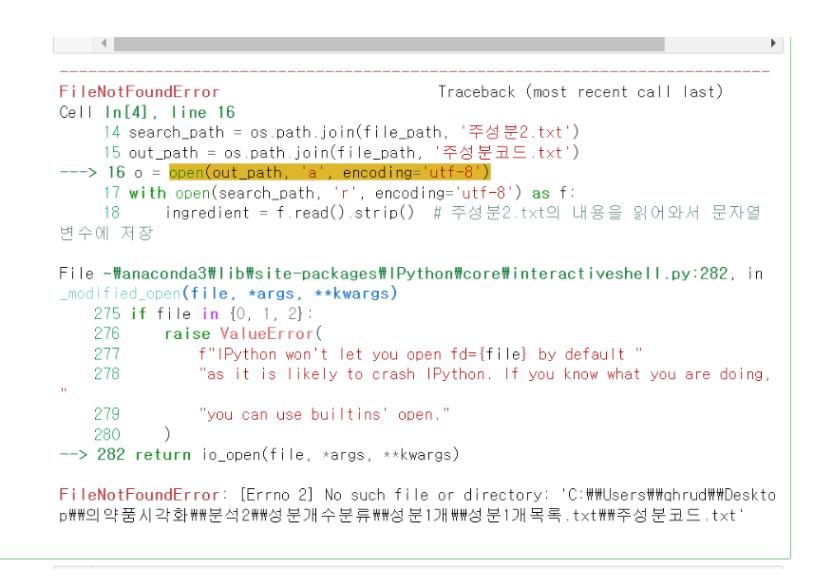 FileNotFoundError                         Traceback (most recent call last)
Cell In[4], line 16
     14 search_path = os.path.join(file_path, '주성분2.txt')
     15 out_path = os.path.join(file_path, '주성분코드.txt')
---> 16 o = open(out_path, 'a', encoding='utf-8')
     17 with open(search_path, 'r', encoding='utf-8') as f:
     18     ingredient = f.read().strip()  # 주성분2.txt의 내용을 읽어와서 문자열
변수에 저장
File ~₩anaconda3₩lib₩site-packages₩IPython₩core₩interactiveshell.py:282, in
_modified_open(file, *args, **kwargs)
    275 if file in {0, 1, 2}:
    276     raise ValueError(
    277         f"IPython won't let you open fd={file} by default "
    278         "as it is likely to crash IPython. If you know what you are doing,
"
    279         "you can use builtins' open."
    280     )
--> 282 return io_open(file, *args, **kwargs)
FileNotFoundError: [Errno 2] No such file or directory: 'C:₩₩Users₩₩qhrud₩₩Deskto
p₩₩의약품시각화₩₩분석2₩₩성분개수분류₩₩성분1개₩₩성분1개목록.txt₩₩주성분코드.txt'